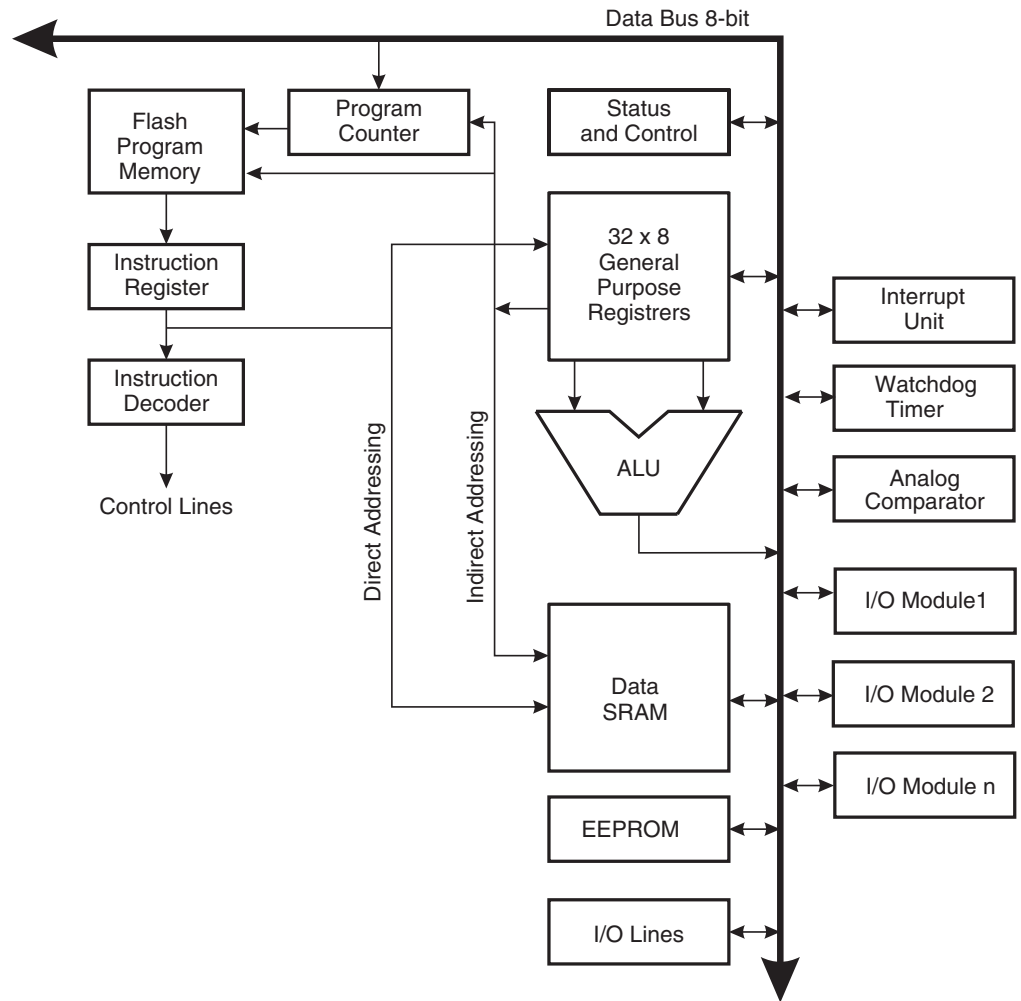 Data Bus 8-bit
Flash
Program
Memory
Program
Counter
Status
and Control
32 x 8
General
Purpose
Registrers
Instruction
Register
Interrupt
Unit
Instruction
Decoder
Watchdog
Timer
Direct Addressing
Indirect Addressing
ALU
Analog
Comparator
Control Lines
I/O Module1
Data
SRAM
I/O Module 2
I/O Module n
EEPROM
I/O Lines